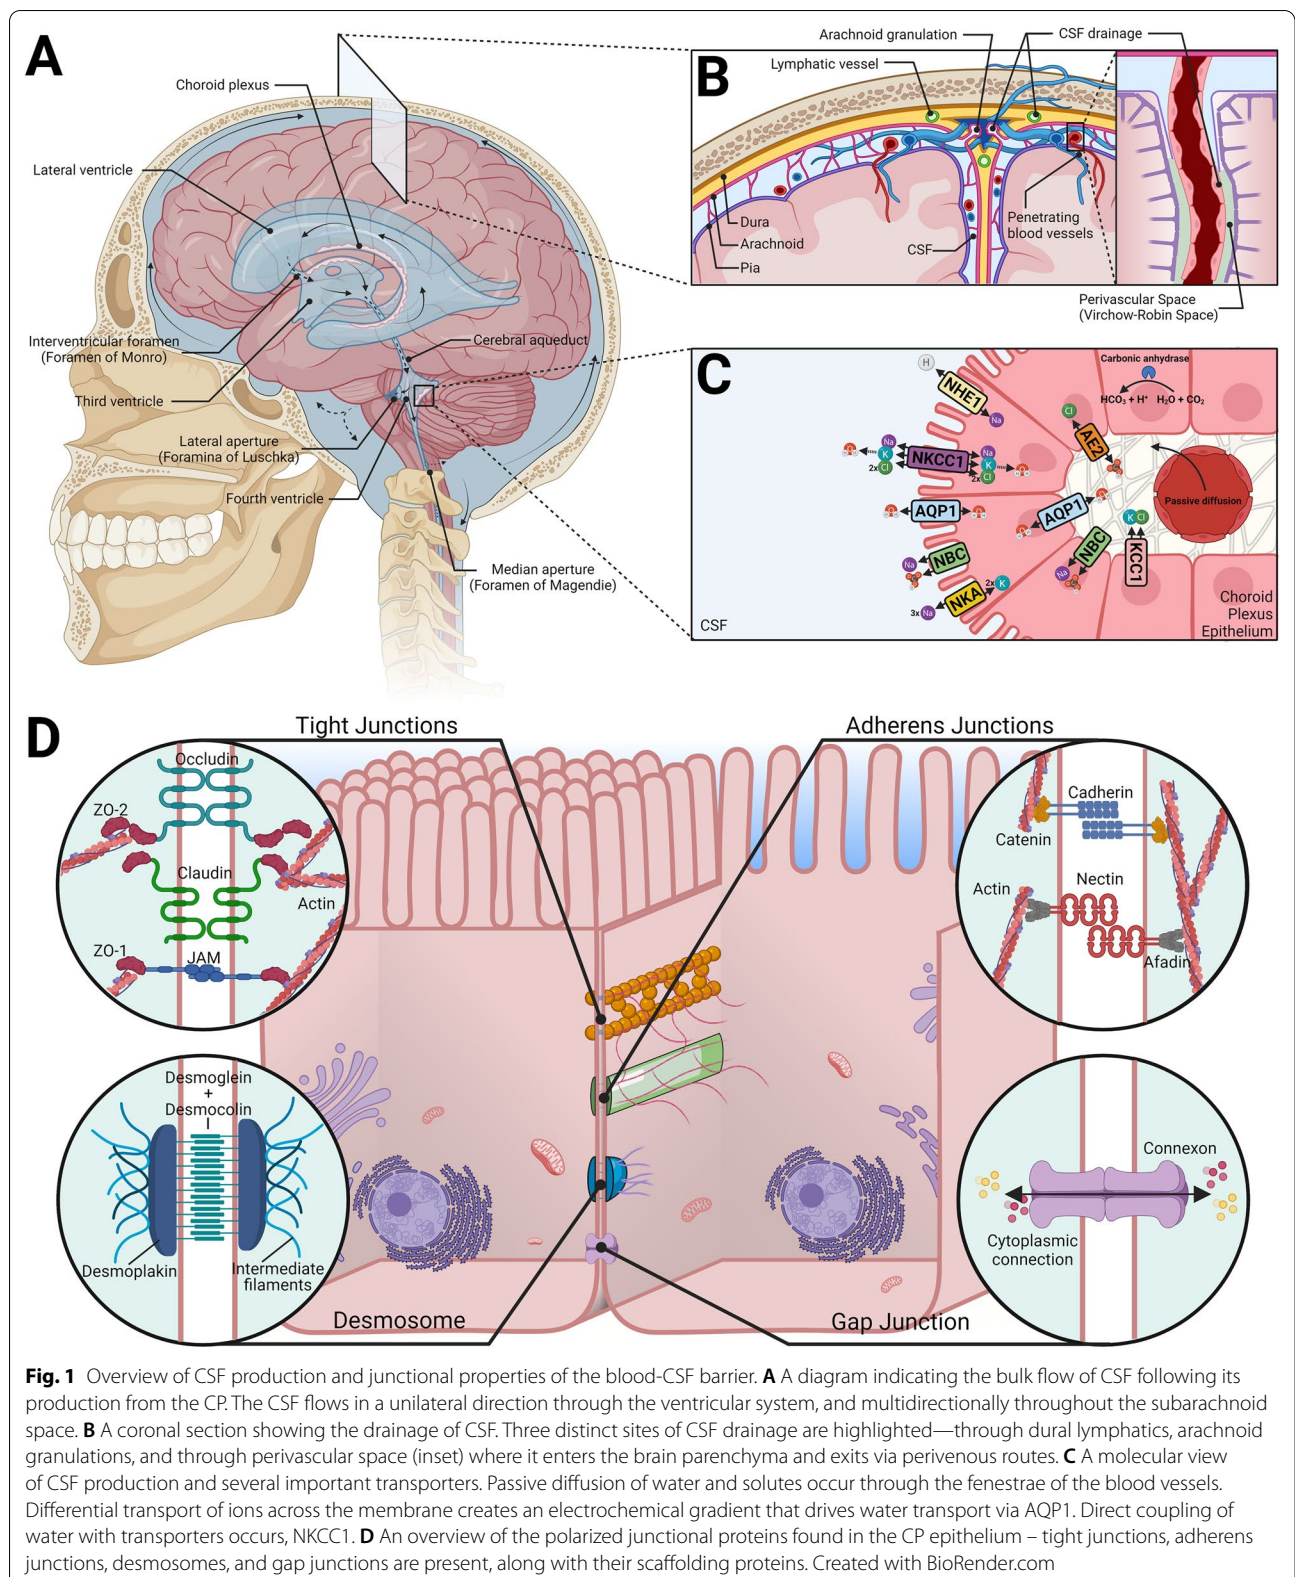 A
Choroid plexus
Lateral ventricle
Interventricular foramen
(Foramen of Monro)
Third ventricle
Lateral aperture
(Foramina of Luschka)
Fourth ventricle
Cerebral aqueduct
Median aperture
(Foramen of Magendie)
B
Arachnoid granulation
CSF drainage
Lymphatic vessel
Dura
Arachnoid
Pia
CSF
Penetrating
blood vessels
Perivascular Space
(Virchow-Robin Space)
C
Carbonic anhydrase
HCO₃ + H⁺ H₂O + CO₂
H
NHE1
Na
Cl
AE2
Na
K
2x Cl
NKCC1
Na
K
2x Cl
Passive diffusion
AQP1
AQP1
K Cl
KCC1
NBC
Na
NBC
Na
NKA
2x K
3x Na
CSF
Choroid
Plexus
Epithelium
D
Tight Junctions
Adherens Junctions
Occludin
ZO-2
Claudin
Actin
ZO-1
JAM
Cadherin
Catenin
Actin
Nectin
Afadin
Desmoglein
+
Desmocolin
Desmoplakin
Intermediate
filaments
Desmosome
Connexon
Cytoplasmic
connection
Gap Junction
Fig. 1 Overview of CSF production and junctional properties of the blood-CSF barrier. A A diagram indicating the bulk flow of CSF following its
production from the CP. The CSF flows in a unilateral direction through the ventricular system, and multidirectionally throughout the subarachnoid
space. B A coronal section showing the drainage of CSF. Three distinct sites of CSF drainage are highlighted—through dural lymphatics, arachnoid
granulations, and through perivascular space (inset) where it enters the brain parenchyma and exits via perivenous routes. C A molecular view
of CSF production and several important transporters. Passive diffusion of water and solutes occur through the fenestrae of the blood vessels.
Differential transport of ions across the membrane creates an electrochemical gradient that drives water transport via AQP1. Direct coupling of
water with transporters occurs, NKCC1. D An overview of the polarized junctional proteins found in the CP epithelium – tight junctions, adherens
junctions, desmosomes, and gap junctions are present, along with their scaffolding proteins. Created with BioRender.com